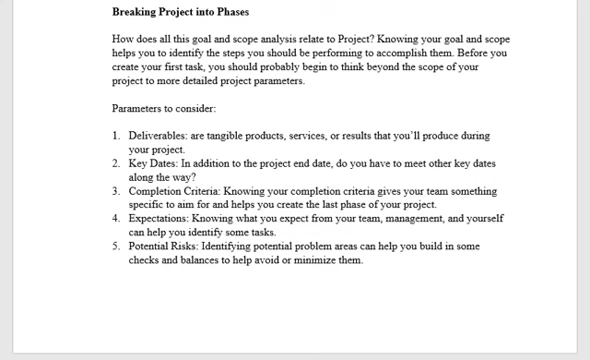 Breaking Project into Phases
How does all this goal and scope analysis relate to Project? Knowing your goal and scope
helps you to identify the steps you should be performing to accomplish them. Before you
create your first task, you should probably begin to think beyond the scope of your
project to more detailed project parameters.
Parameters to consider:
1. Deliverables: are tangible products, services, or results that you’ll produce during
your project.
2. Key Dates: In addition to the project end date, do you have to meet other key dates
along the way?
3. Completion Criteria: Knowing your completion criteria gives your team something
specific to aim for and helps you create the last phase of your project.
4. Expectations: Knowing what you expect from your team, management, and yourself
can help you identify some tasks.
5. Potential Risks: Identifying potential problem areas can help you build in some
checks and balances to help avoid or minimize them.